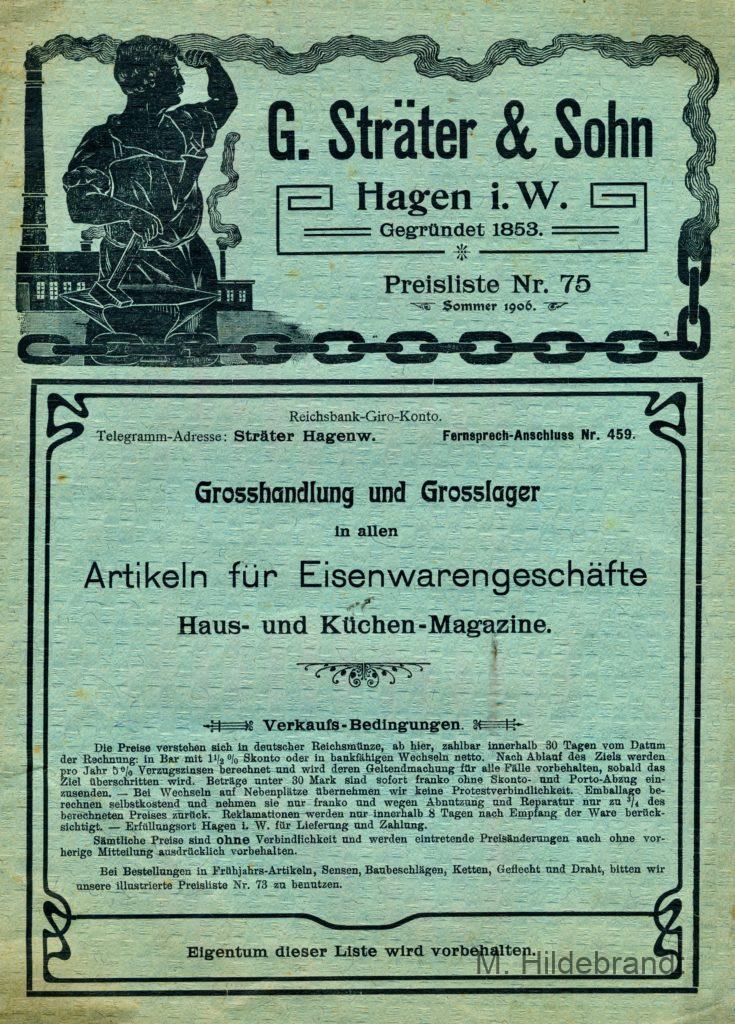 G. Sträter & Sohn
Hagen i. W.
Gegründet 1853.
Preisliste Nr. 75
Sommer 1906.
Reichsbank-Giro-Konto.
Telegramm-Adresse: Sträter Hagenw. Fernsprech-Anschluss Nr. 459.
Grosshandlung und Grosslager
in allen
Artikeln für Eisenwarengeschäfte
Haus- und Küchen-Magazine.
Verkaufs-Bedingungen.
Die Preise verstehen sich in deutscher Reichsmünze, ab hier, zahlbar innerhalb 30 Tagen vom Datum
der Rechnung: in Bar mit 1½ % Skonto oder in bankfähigen Wechseln netto. Nach Ablauf des Ziels werden
pro Jahr 5% Verzugszinsen berechnet und wird deren Geltendmachung für alle Fälle vorbehalten, sobald das
Ziel überschritten wird. Beträge unter 30 Mark sind sofort franko ohne Skonto- und Porto-Abzug ein-
zusenden. — Bei Wechseln auf Nebenplätze übernehmen wir keine Protestverbindlichkeit. Emballage be-
rechnen selbstkostend und nehmen sie nur franko und wegen Abnutzung und Reparatur nur zu ¾ des
berechneten Preises zurück. Reklamationen werden nur innerhalb 8 Tagen nach Empfang der Ware berück-
sichtigt. — Erfüllungsort Hagen i. W. für Lieferung und Zahlung.
Sämtliche Preise sind ohne Verbindlichkeit und werden eintretende Preisänderungen auch ohne vor-
herige Mitteilung ausdrücklich vorbehalten.
Bei Bestellungen in Frühjahrs-Artikeln, Sensen, Baubeschlägen, Ketten, Geflecht und Draht, bitten wir
unsere illustrierte Preisliste Nr. 73 zu benutzen.
Eigentum dieser Liste wird vorbehalten.
M. Hildebrand